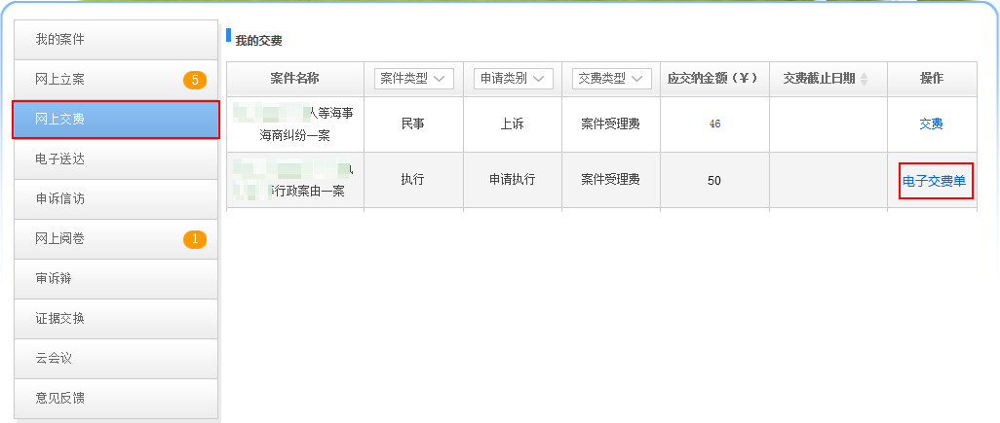 我的案件
网上立案 5
网上交费
电子送达
申诉信访
网上阅卷 1
审诉辩
证据交换
云会议
意见反馈
我的交费
案件名称 案件类型 申请类别 交费类型 应交纳金额（￥） 交费截止日期 操作
人等海事
海商纠纷一案 民事 上诉 案件受理费 46 交费
行政案由一案 执行 申请执行 案件受理费 50 电子交费单